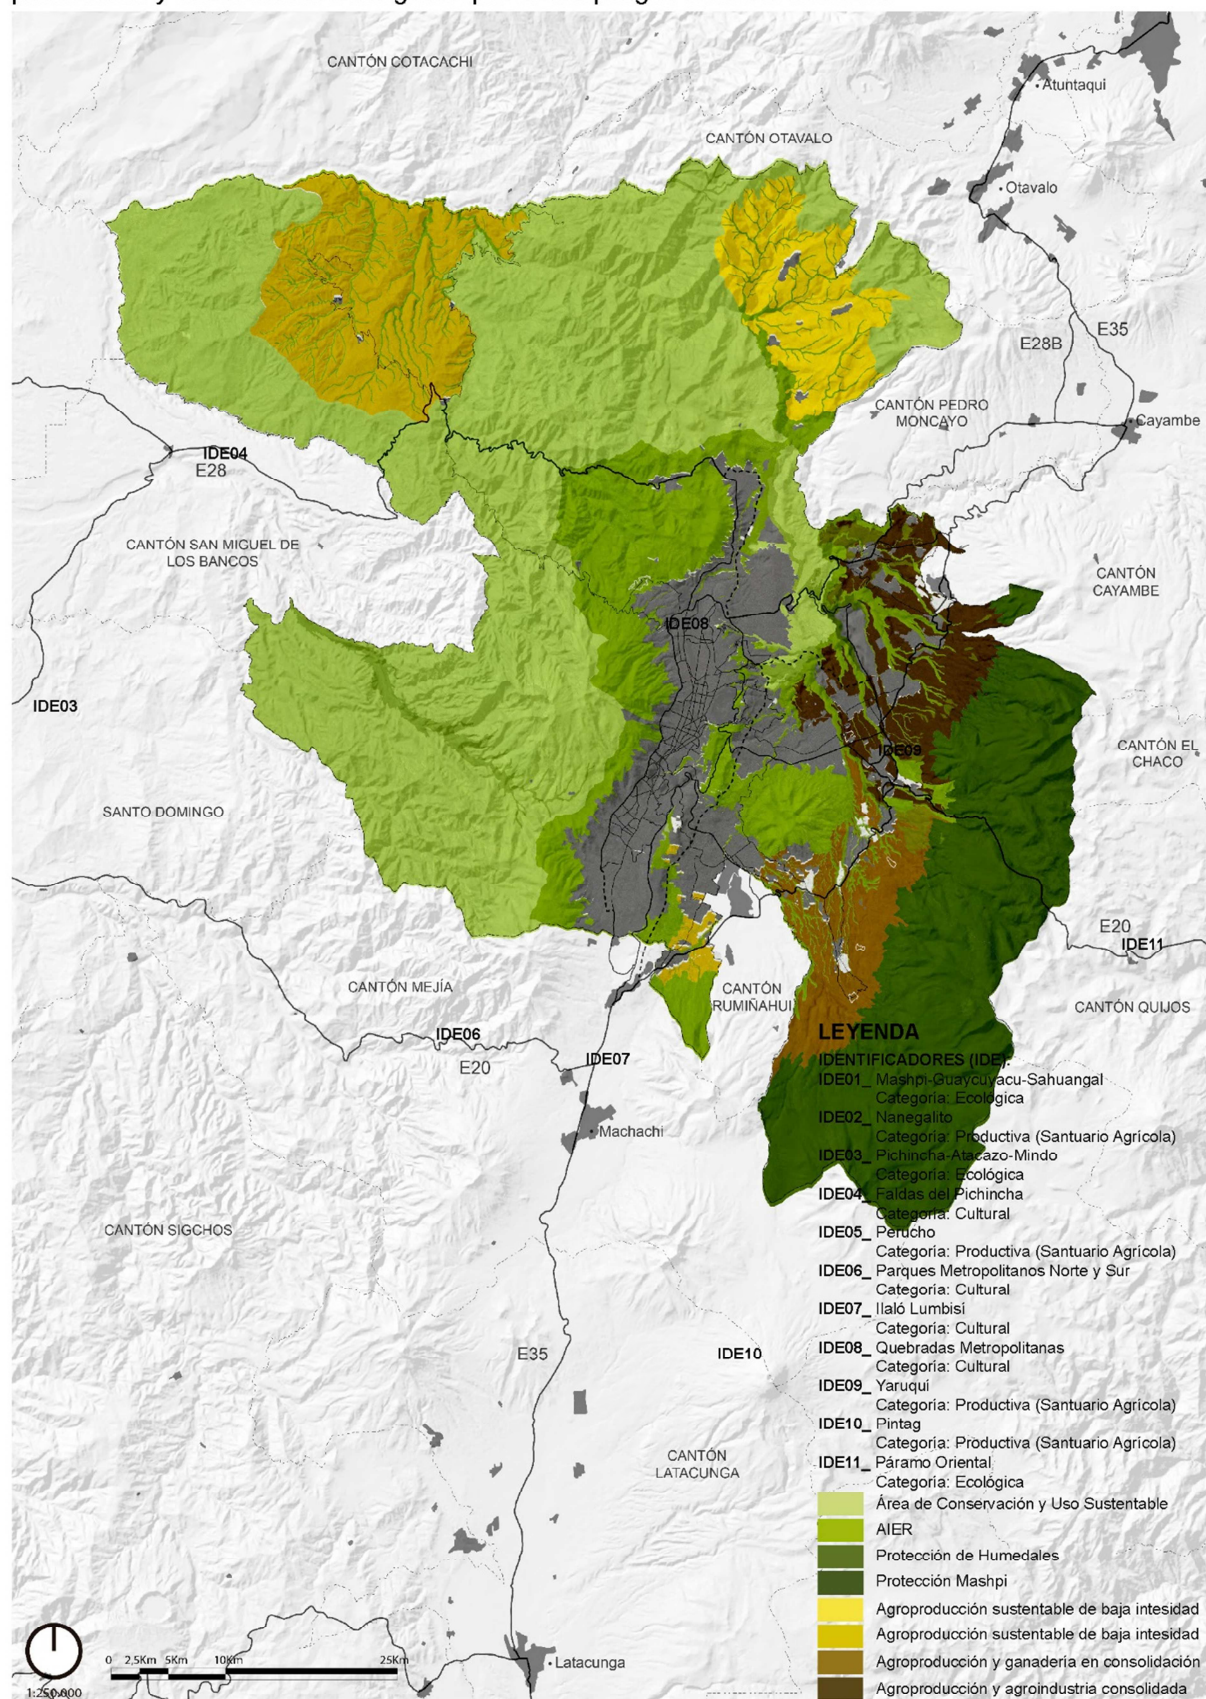 CANTÓN COTACACHI
Atuntaqui
CANTÓN OTAVALO
Otavalo
E28B
E35
CANTÓN PEDRO
MONCAYO
Cayambe
IDE04
E28
CANTÓN SAN MIGUEL DE
LOS BANCOS
CANTÓN
CAYAMBE
IDE08
IDE03
IDE09
CANTÓN EL
CHACO
SANTO DOMINGO
E20
IDE11
CANTÓN MEJÍA
CANTÓN
RUMIÑAHUI
CANTÓN QUIJOS
IDE06
E20
IDE07
Machachi
CANTÓN SIGCHOS
E35
IDE10
CANTÓN
LATACUNGA
Latacunga
LEYENDA
IDENTIFICADORES (IDE):
IDE01_ Mashpi-Guaycuyacu-Sahuangal
Categoría: Ecológica
IDE02_ Nanegalito
Categoría: Productiva (Santuario Agrícola)
IDE03_ Pichincha-Atacazo-Mindo
Categoría: Ecológica
IDE04_ Faldas del Pichincha
Categoría: Cultural
IDE05_ Perucho
Categoría: Productiva (Santuario Agrícola)
IDE06_ Parques Metropolitanos Norte y Sur
Categoría: Cultural
IDE07_ Ilaló Lumbisí
Categoría: Cultural
IDE08_ Quebradas Metropolitanas
Categoría: Cultural
IDE09_ Yaruquí
Categoría: Productiva (Santuario Agrícola)
IDE10_ Pintag
Categoría: Productiva (Santuario Agrícola)
IDE11_ Páramo Oriental
Categoría: Ecológica
Área de Conservación y Uso Sustentable
AIER
Protección de Humedales
Protección Mashpi
Agroproducción sustentable de baja intesidad
Agroproducción sustentable de baja intesidad
Agroproducción y ganadería en consolidación
Agroproducción y agroindustria consolidada
0 2,5Km 5Km 10Km 25Km
1:250.000